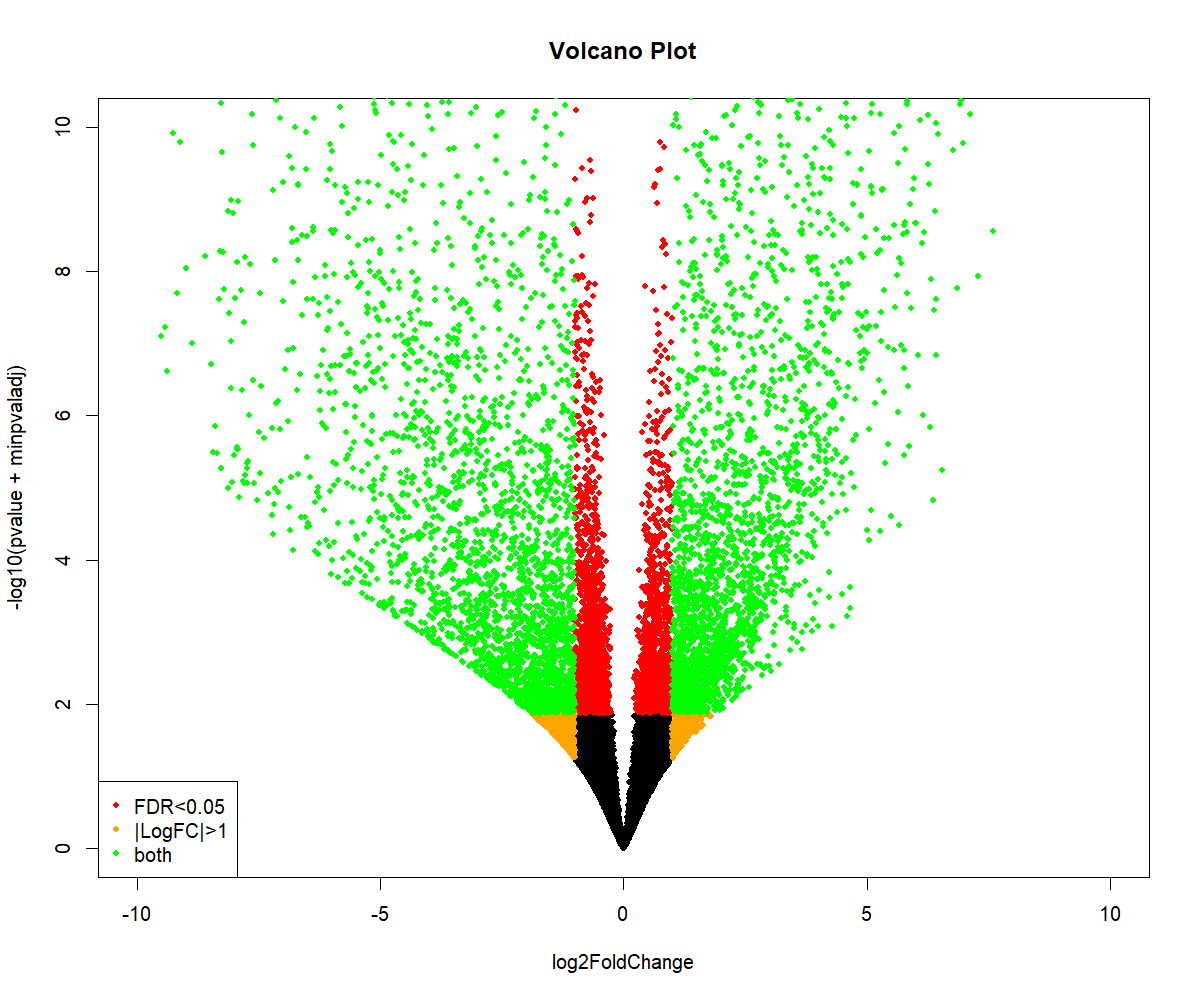 Volcano Plot
-log10(pvalue + minpvaladj)
10
8
6
4
2
0
FDR<0.05
|LogFC|>1
both
-10 -5 0 5 10
log2FoldChange